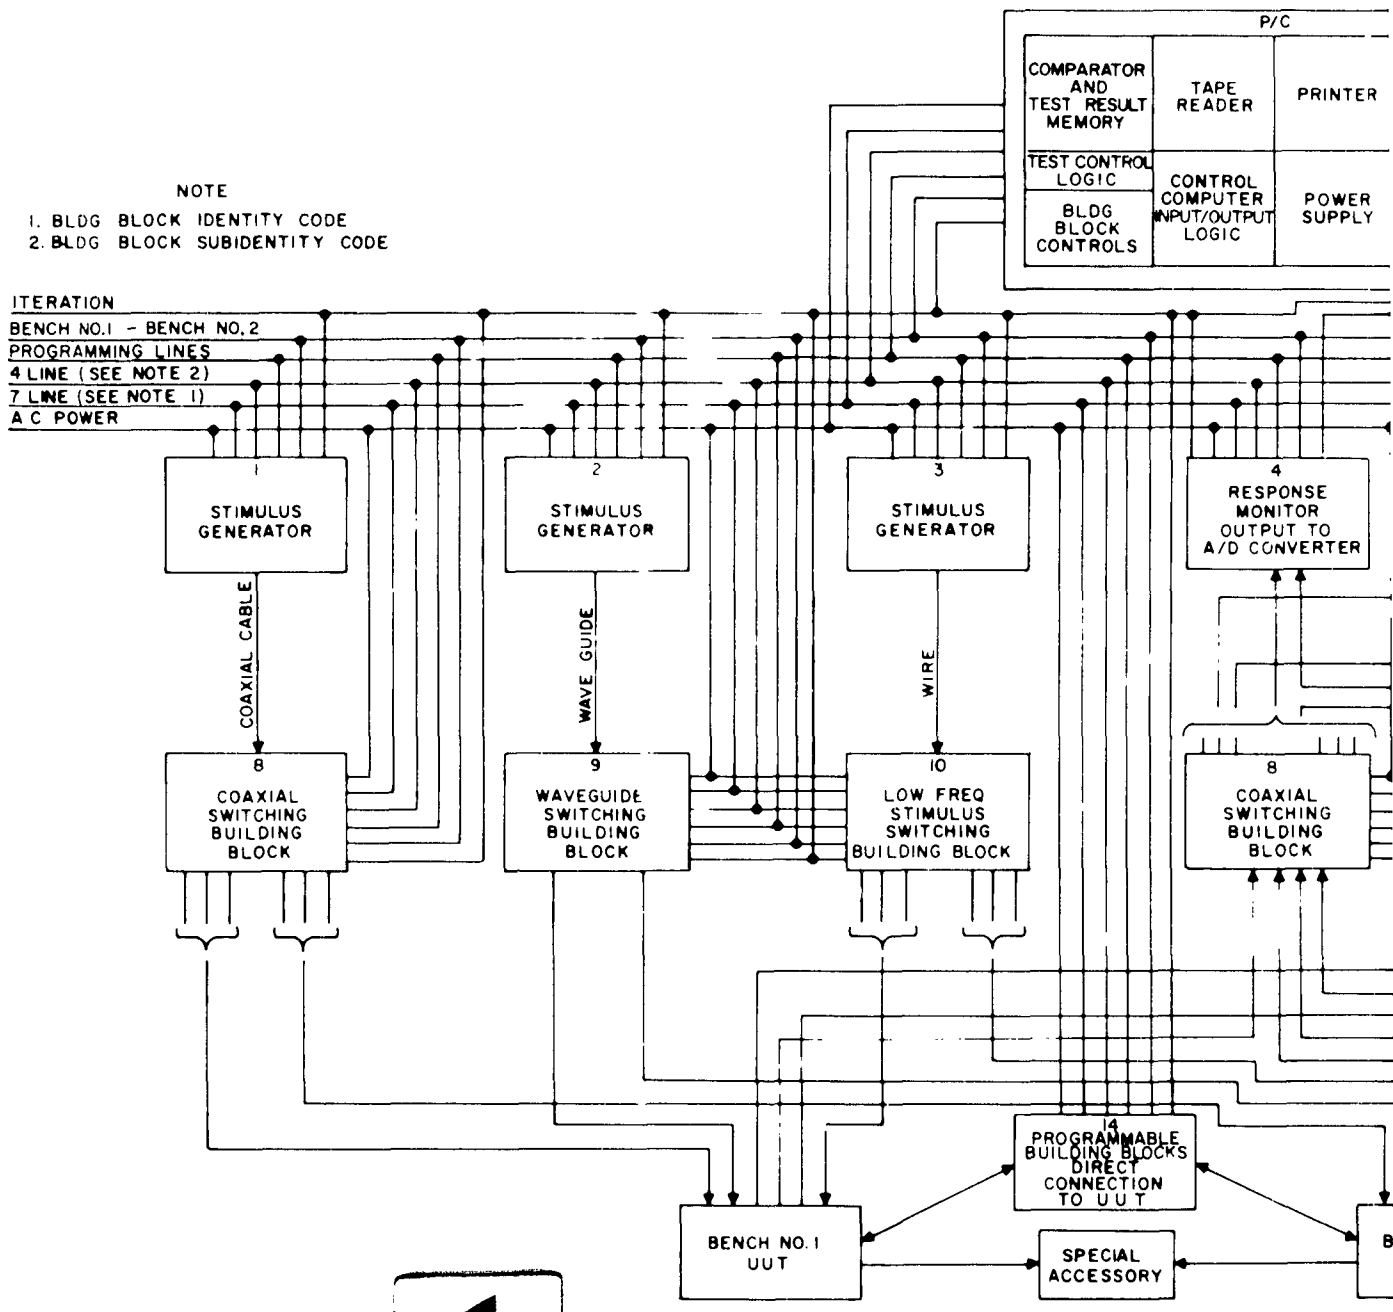 P/C
COMPARATOR
AND
TEST RESULT
MEMORY
TAPE
READER
PRINTER
TEST CONTROL
LOGIC
BLDG
BLOCK
CONTROLS
CONTROL
COMPUTER
INPUT/OUTPUT
LOGIC
POWER
SUPPLY
NOTE
1. BLDG BLOCK IDENTITY CODE
2. BLDG BLOCK SUBIDENTITY CODE
ITERATION
BENCH NO.1 - BENCH NO.2
PROGRAMMING LINES
4 LINE (SEE NOTE 2)
7 LINE (SEE NOTE 1)
A C POWER
1
STIMULUS
GENERATOR
2
STIMULUS
GENERATOR
3
STIMULUS
GENERATOR
4
RESPONSE
MONITOR
OUTPUT TO
A/D CONVERTER
COAXIAL CABLE
WAVE GUIDE
WIRE
8
COAXIAL
SWITCHING
BUILDING
BLOCK
9
WAVEGUIDE
SWITCHING
BUILDING
BLOCK
10
LOW FREQ
STIMULUS
SWITCHING
BUILDING BLOCK
8
COAXIAL
SWITCHING
BUILDING
BLOCK
14
PROGRAMMABLE
BUILDING BLOCKS
DIRECT
CONNECTION
TO U U T
BENCH NO.1
UUT
SPECIAL
ACCESSORY
B